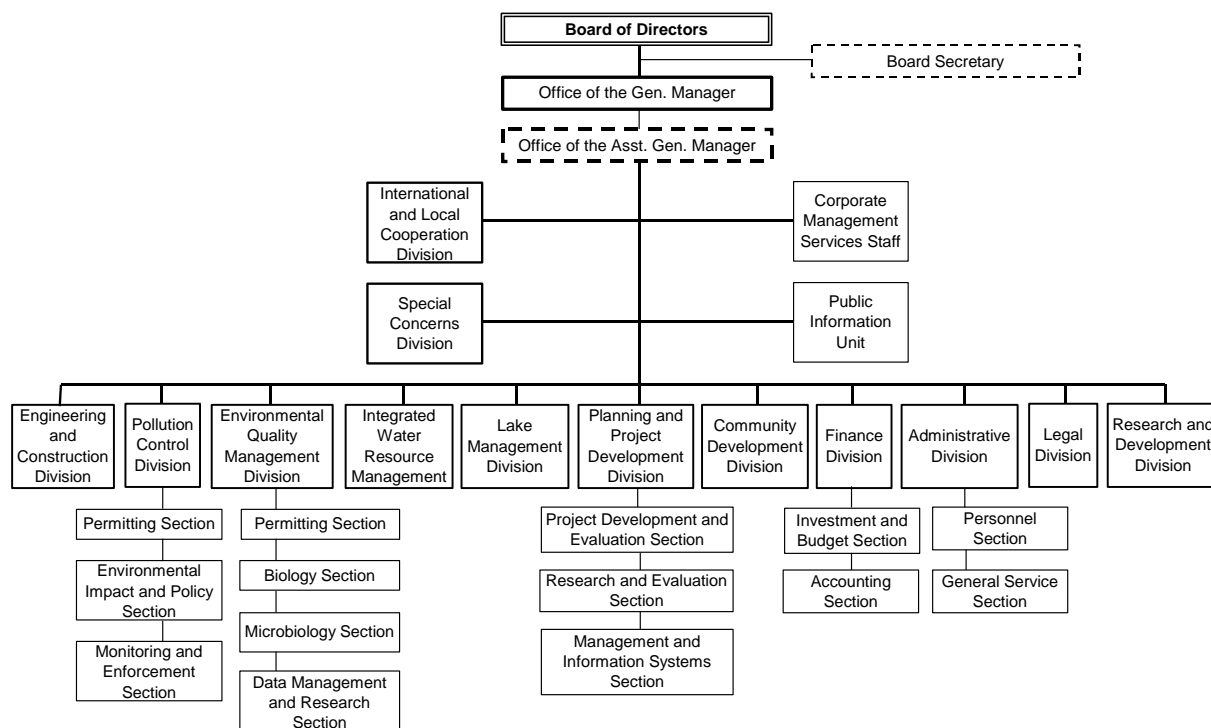 Board of Directors
Board Secretary
Office of the Gen. Manager
Office of the Asst. Gen. Manager
International
and Local
Cooperation
Division
Corporate
Management
Services Staff
Special
Concerns
Division
Public
Information
Unit
Engineering
and
Construction
Division
Pollution
Control
Division
Environmental
Quality
Management
Division
Integrated
Water
Resource
Management
Lake
Management
Division
Planning and
Project
Development
Division
Community
Development
Division
Finance
Division
Administrative
Division
Legal
Division
Research and
Development
Division
Permitting Section
Environmental
Impact and Policy
Section
Monitoring and
Enforcement
Section
Permitting Section
Biology Section
Microbiology Section
Data Management
and Research
Section
Project Development and
Evaluation Section
Research and Evaluation
Section
Management and
Information Systems
Section
Investment and
Budget Section
Accounting
Section
Personnel
Section
General Service
Section